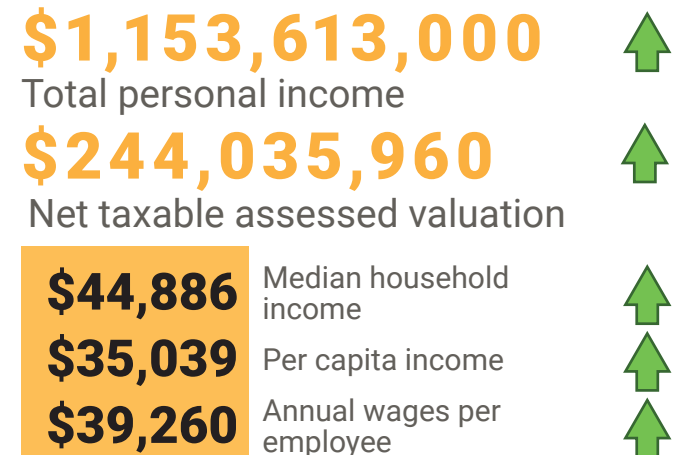 $1,153,613,000
Total personal income
$244,035,960
Net taxable assessed valuation
$44,886
Median household
income
$35,039
Per capita income
$39,260
Annual wages per
employee